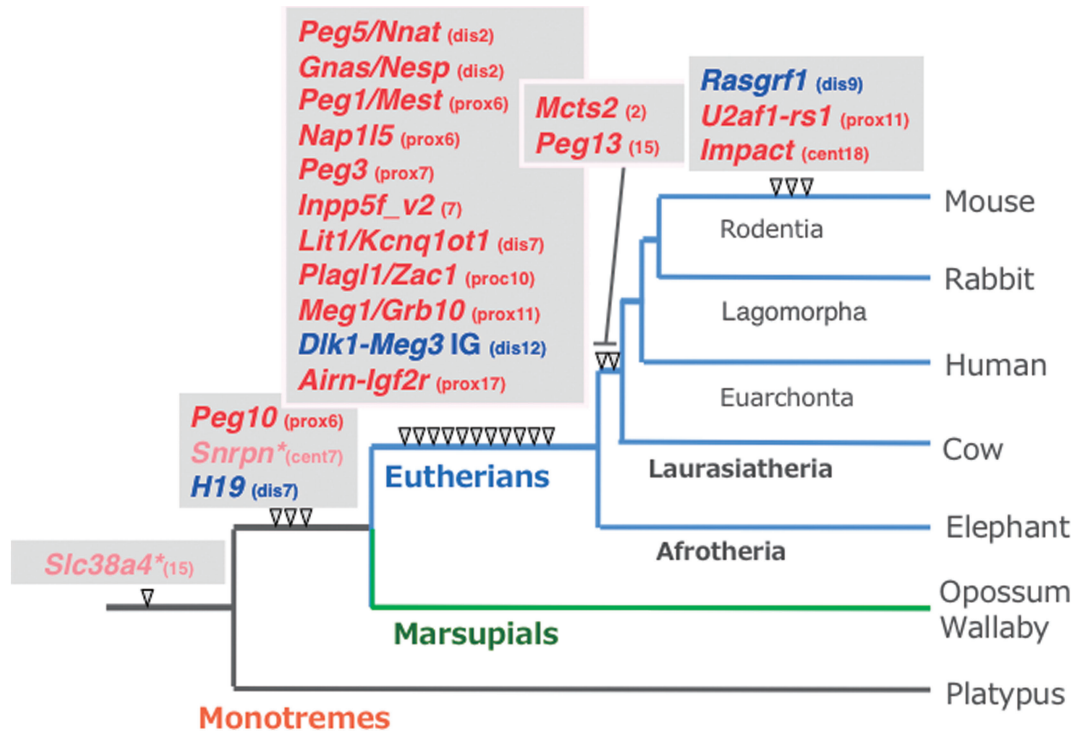 Peg5/Nnat (dis2)
Gnas/Nesp (dis2)
Peg1/Mest (prox6)
Nap1l5 (prox6)
Peg3 (prox7)
Inpp5f_v2 (7)
Lit1/Kcnq1ot1 (dis7)
Plagl1/Zac1 (proc10)
Meg1/Grb10 (prox11)
Dlk1-Meg3 IG (dis12)
Airn-Igf2r (prox17)
Mcts2 (2)
Peg13 (15)
Rasgrf1 (dis9)
U2af1-rs1 (prox11)
Impact (cent18)
Peg10 (prox6)
Snrpn*(cent7)
H19 (dis7)
Slc38a4*(15)
Mouse
Rodentia
Rabbit
Lagomorpha
Human
Euarchonta
Cow
Laurasiatheria
Eutherians
Elephant
Afrotheria
Opossum
Wallaby
Marsupials
Platypus
Monotremes